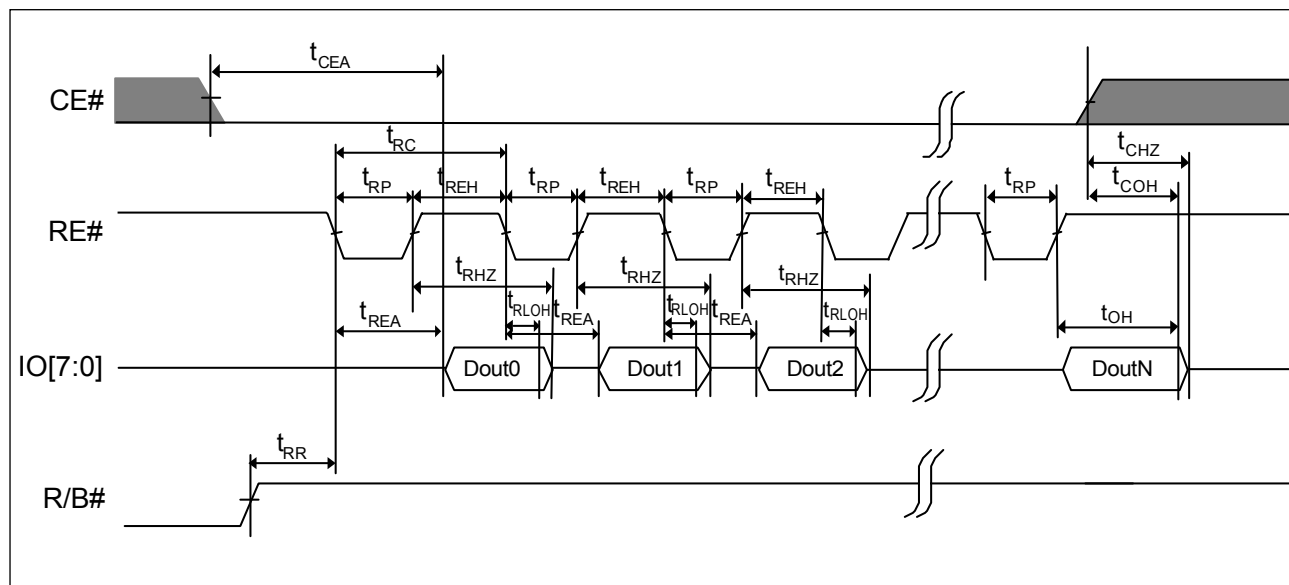 tCEA
CE#
tRC
tCHZ
tRP tREH tRP tREH tRP tREH tRP tCOH
RE#
tRHZ tRHZ tRHZ
tREA tRLOH tREA tRLOH tREA tRLOH tOH
IO[7:0] Dout0 Dout1 Dout2 DoutN
tRR
R/B#